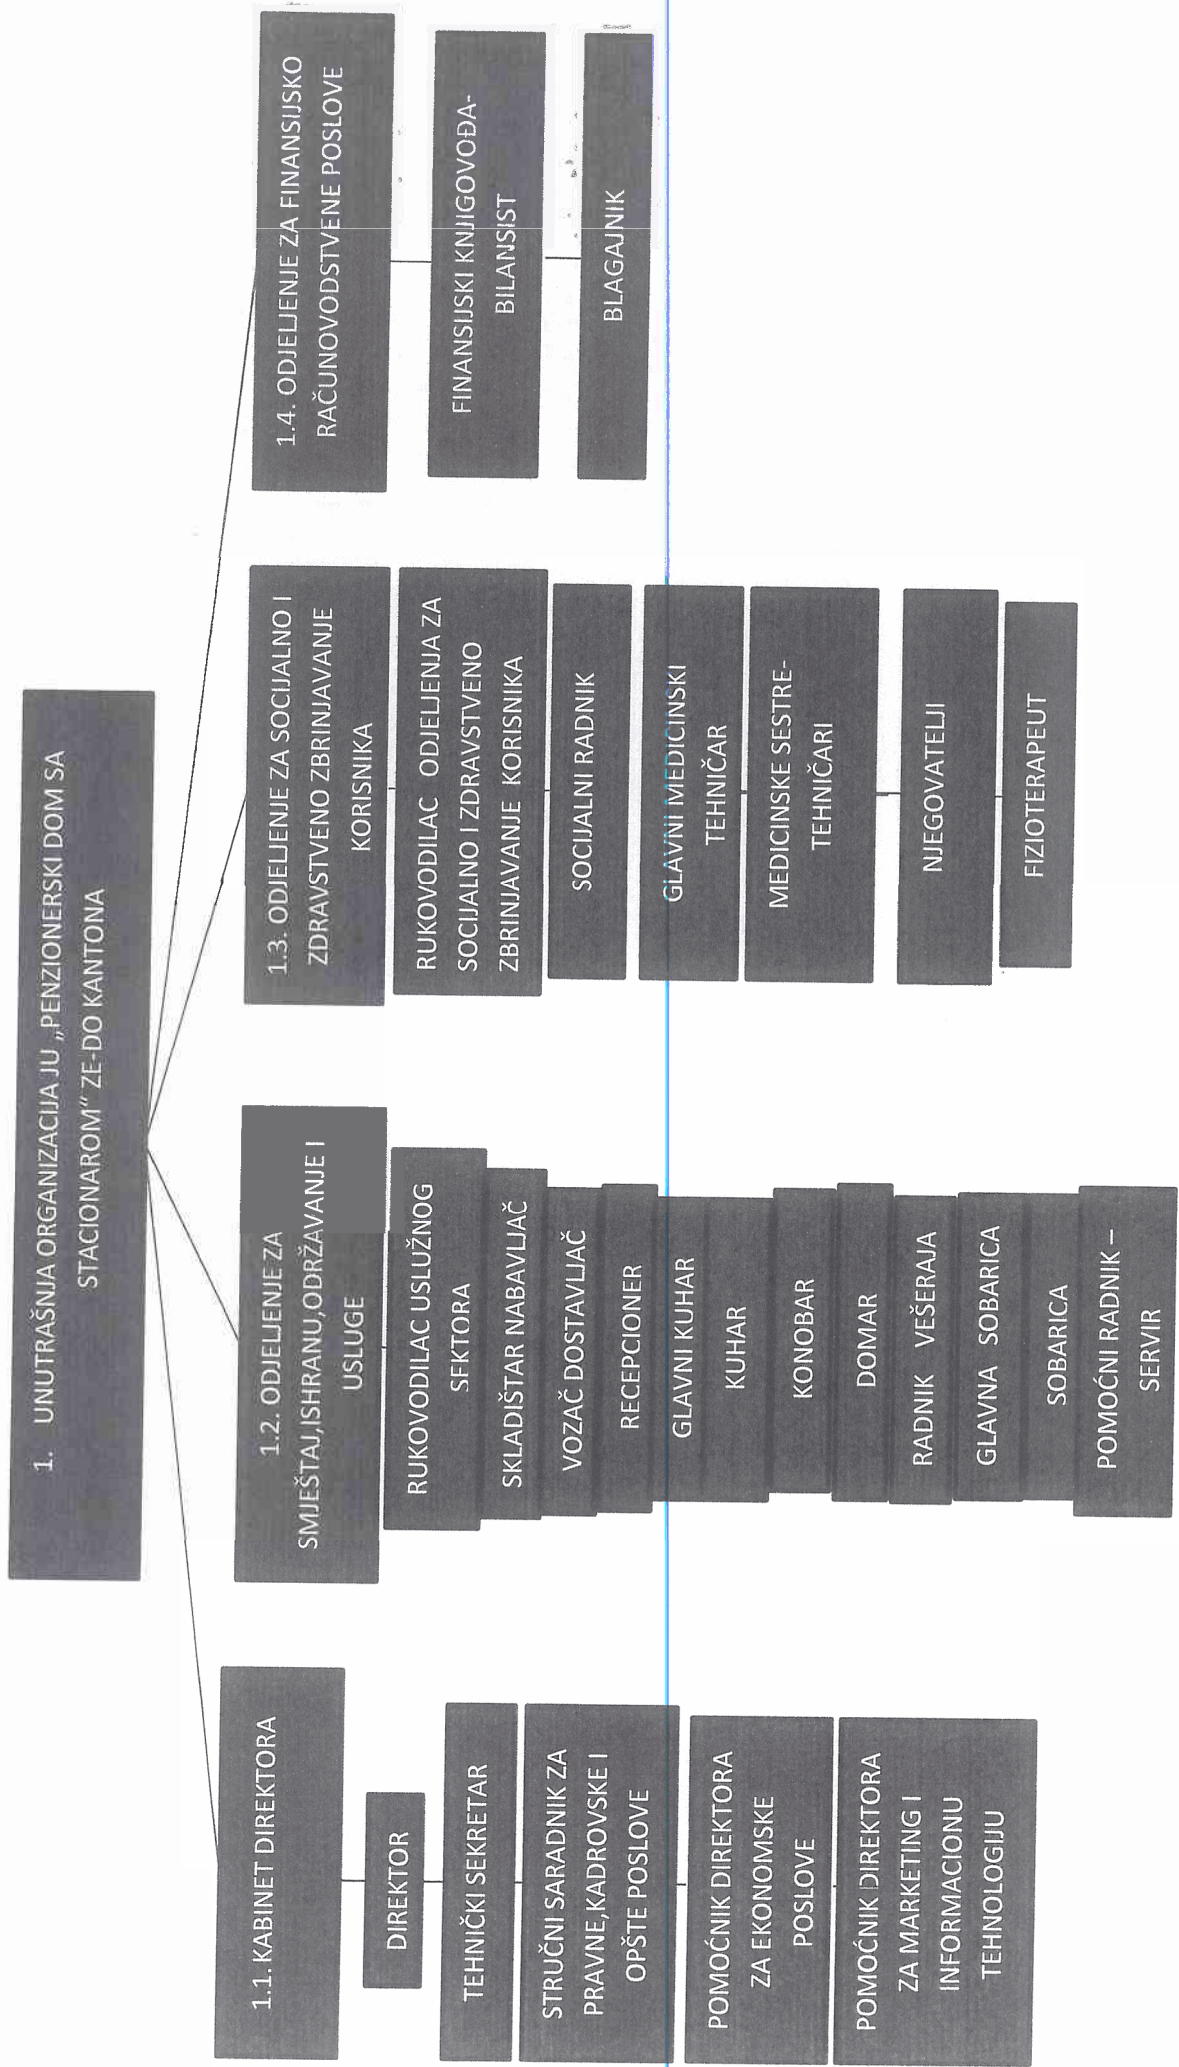 1. UNUTRAŠNJA ORGANIZACIJA JU „PENZIONERSKI DOM SA
STACIONAROM“ ZE-DO KANTONA
1.1. KABINET DIREKTORA
DIREKTOR
TEHNIČKI SEKRETAR
STRUČNI SARADNIK ZA
PRAVNE,KADROVSKE I
OPŠTE POSLOVE
POMOĆNIK DIREKTORA
ZA EKONOMSKE
POSLOVE
POMOĆNIK DIREKTORA
ZA MARKETING I
INFORMACIONU
TEHNOLOGIJU
1.2. ODJELJENJE ZA
SMJEŠTAJ,ISHRANU,ODRŽAVANJE I
USLUGE
RUKOVODILAC USLUŽNOG
SEKTORA
SKLADIŠTAR NABAVLJAČ
VOZAČ DOSTAVLJAČ
RECEPCIONER
GLAVNI KUHAR
KUHAR
KONOBAR
DOMAR
RADNIK VEŠERAJA
GLAVNA SOBARICA
SOBARICA
POMOĆNI RADNIK –
SERVIR
1.3. ODJELJENJE ZA SOCIJALNO I
ZDRAVSTVENO ZBRINJAVANJE
KORISNIKA
RUKOVODILAC ODJELJENJA ZA
SOCIJALNO I ZDRAVSTVENO
ZBRINJAVANJE KORISNIKA
SOCIJALNI RADNIK
GLAVNI MEDICINSKI
TEHNIČAR
MEDICINSKE SESTRE-
TEHNIČARI
NJEGOVATELJI
FIZIOTERAPEUT
1.4. ODJELJENJE ZA FINANSIJSKO
RAČUNOVODSTVENE POSLOVE
FINANSIJSKI KNJIGOVOĐA-
BILANSIST
BLAGAJNIK